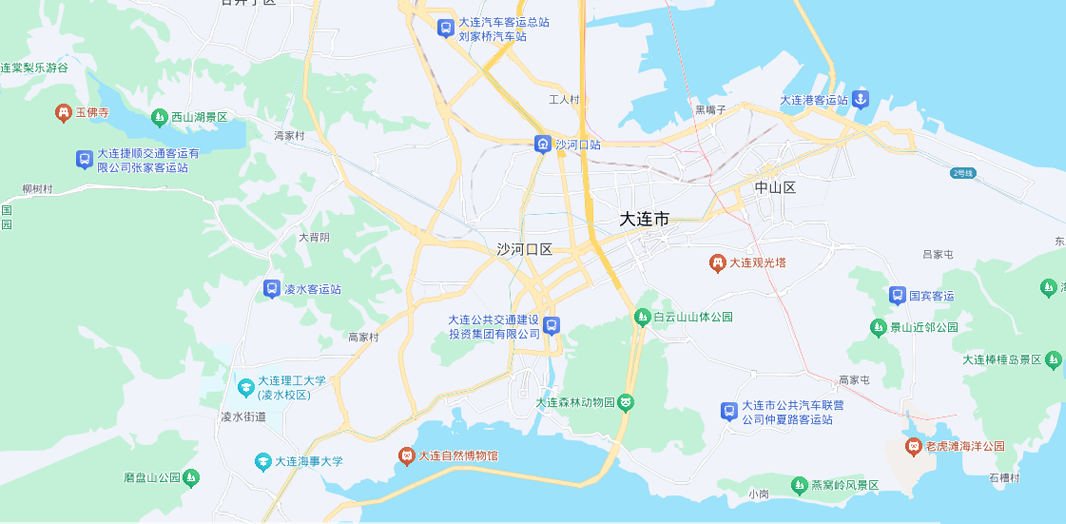 大连汽车客运总站
刘家桥汽车站
连棠梨乐游谷
工人村
大连港客运站
玉佛寺
西山湖景区
黑嘴子
湾家村
沙河口站
大连捷顺交通客运有
限公司张家客运站
2号线
柳树村
中山区
国
园
大连市
大背阴
沙河口区
东
吕家屯
大连观光塔
凌水客运站
国宾客运
大连公共交通建设
投资集团有限公司
白云山山体公园
景山近邻公园
高家村
大连棒棰岛景区
大连理工大学
(凌水校区)
高家屯
大连森林动物园
大连市公共汽车联营
公司仲夏路客运站
凌水街道
老虎滩海洋公园
大连自然博物馆
大连海事大学
磨盘山公园
石槽村
燕窝岭风景区
小岗